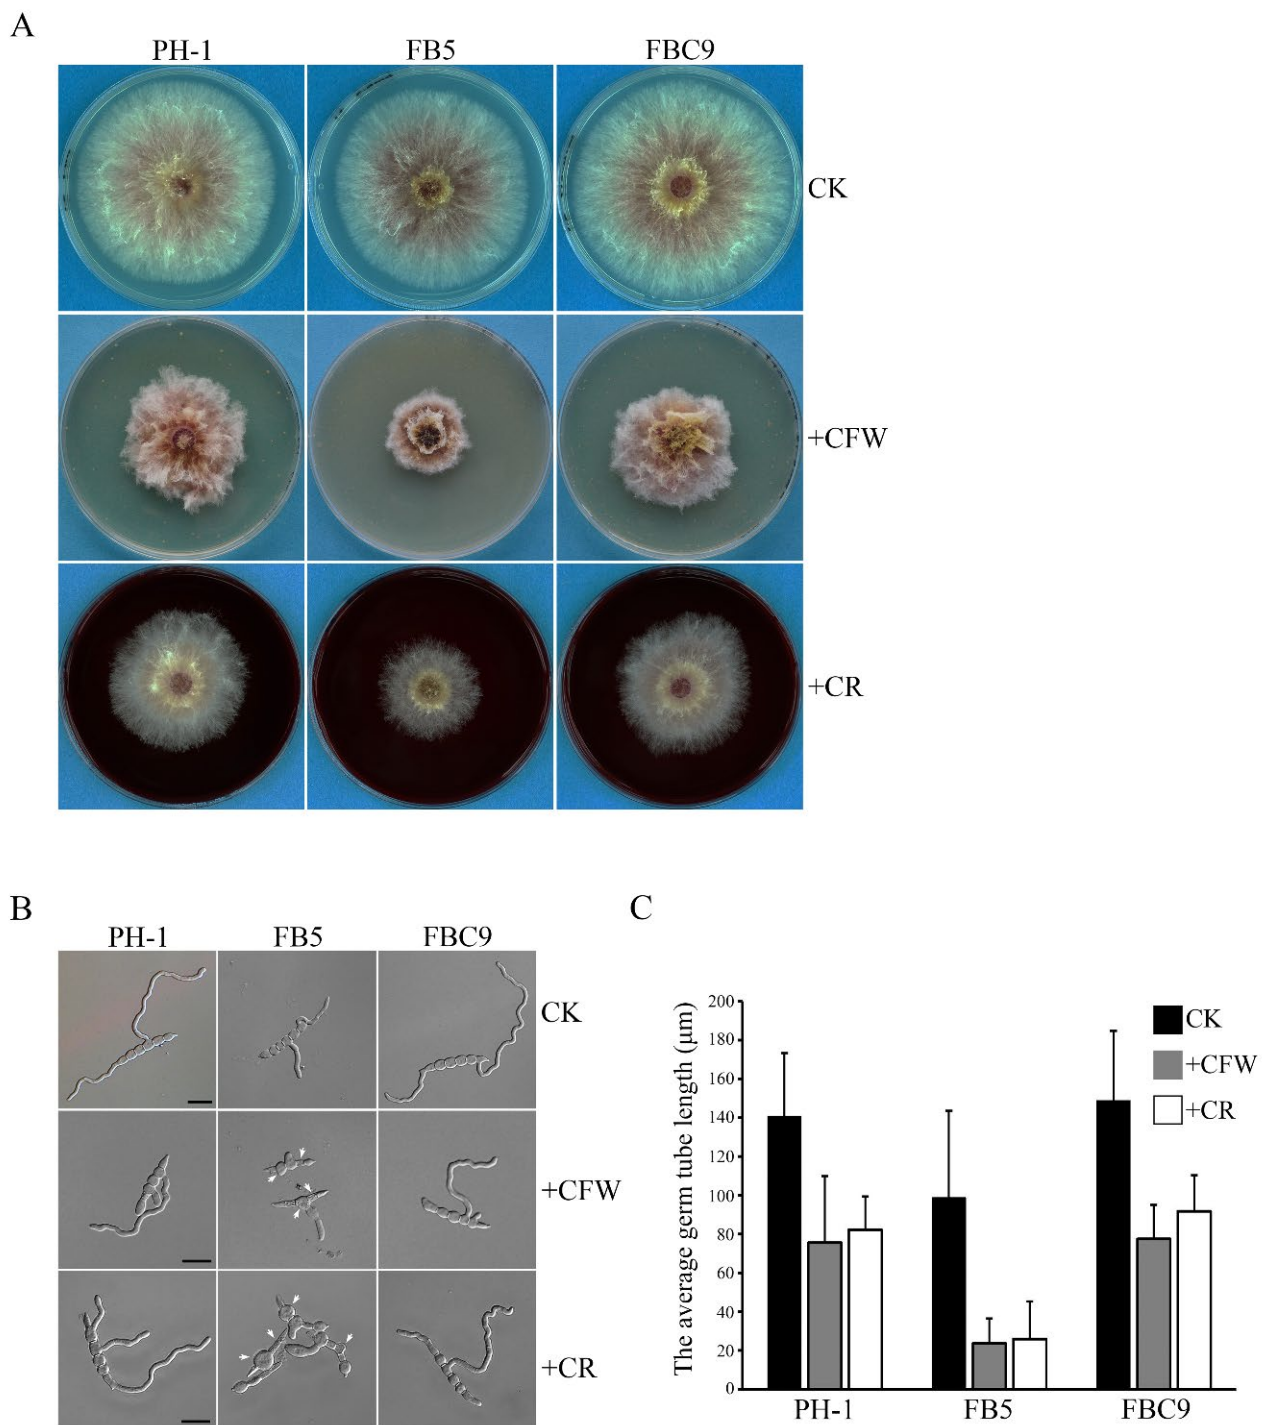 A
PH-1 FB5 FBC9
CK
+CFW
+CR
B
PH-1 FB5 FBC9
CK
+CFW
+CR
C
The average germ tube length (µm)
200
180
160
140
120
100
80
60
40
20
0
CK
+CFW
+CR
PH-1 FB5 FBC9